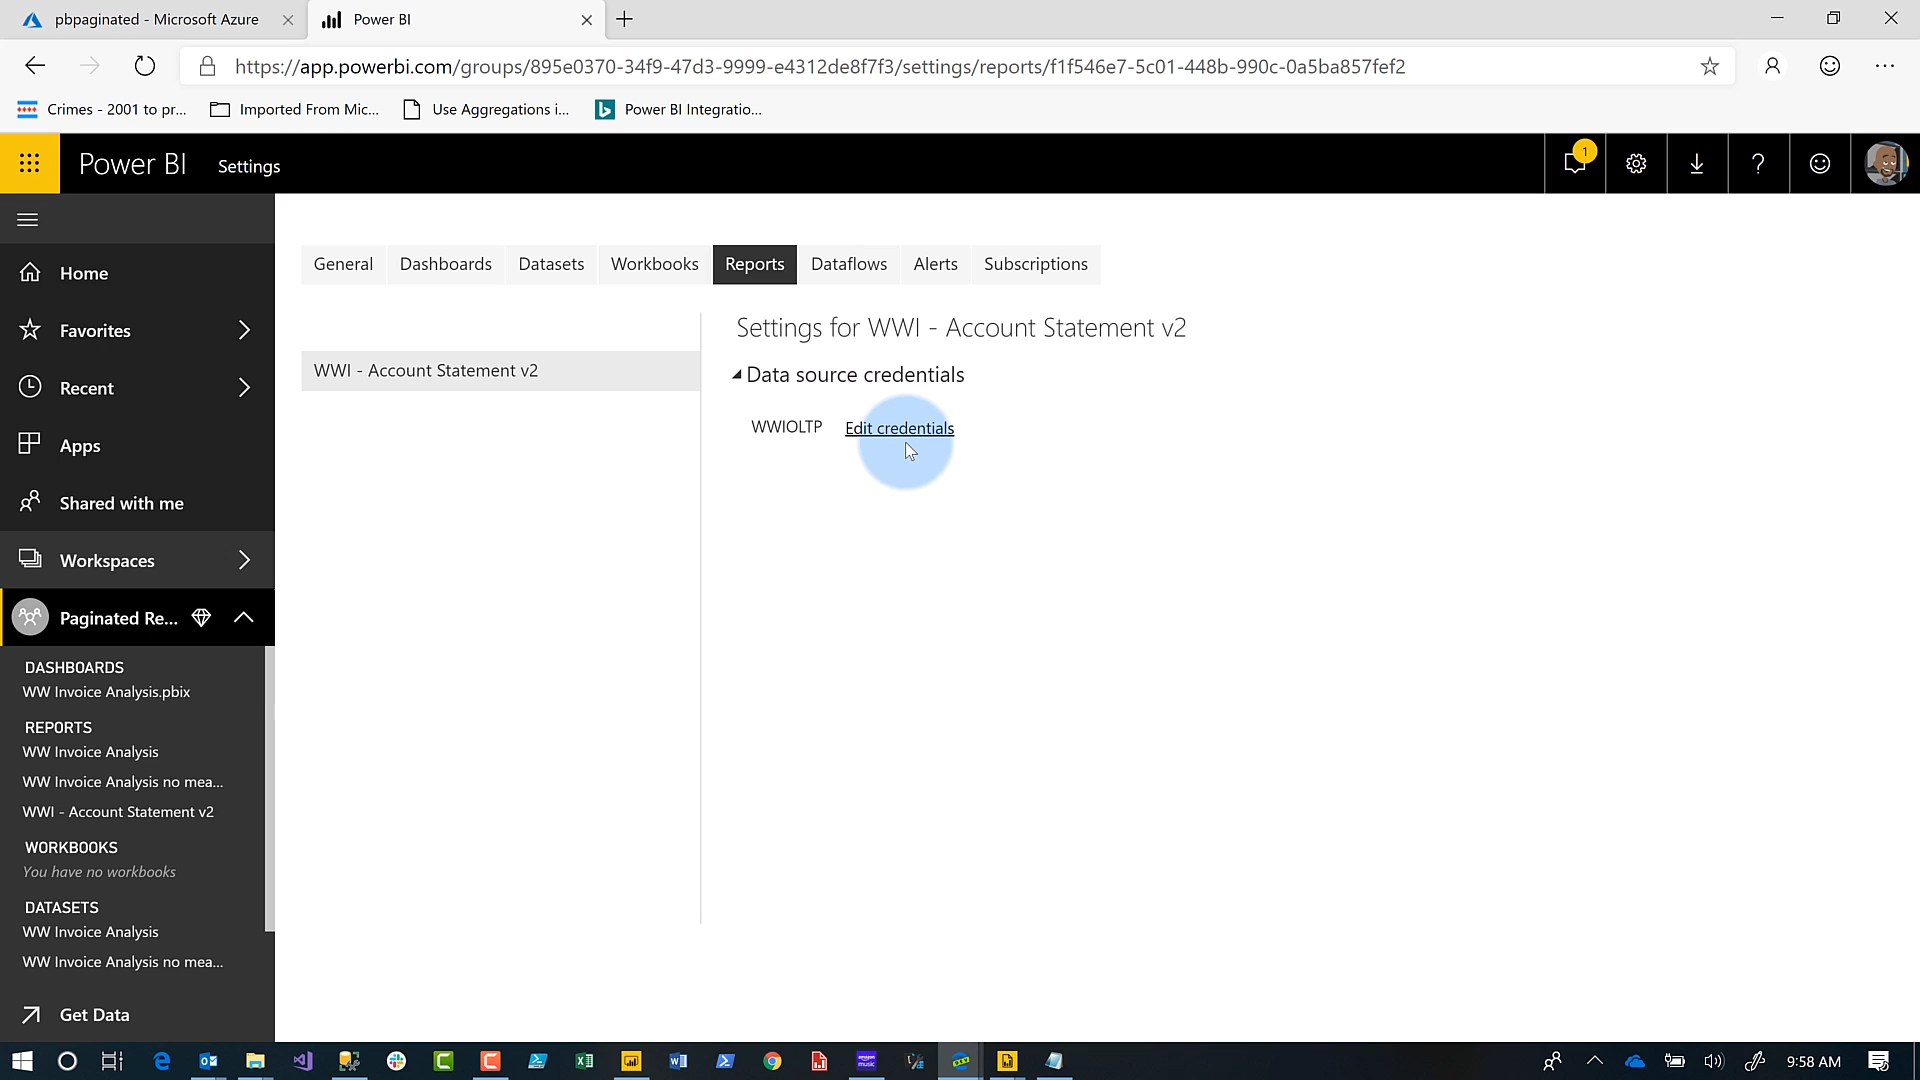 pbpaginated - Microsoft Azure
Power BI
https://app.powerbi.com/groups/895e0370-34f9-47d3-9999-e4312de8f7f3/settings/reports/f1f546e7-5c01-448b-990c-0a5ba857fef2
Crimes - 2001 to pr...
Imported From Mic...
Use Aggregations i...
Power BI Integratio...
Power BI
Settings
1
General
Dashboards
Datasets
Workbooks
Reports
Dataflows
Alerts
Subscriptions
Home
Favorites
Recent
Apps
Shared with me
Workspaces
Paginated Re...
DASHBOARDS
WW Invoice Analysis.pbix
REPORTS
WW Invoice Analysis
WW Invoice Analysis no mea...
WWI - Account Statement v2
WORKBOOKS
You have no workbooks
DATASETS
WW Invoice Analysis
WW Invoice Analysis no mea...
Get Data
WWI - Account Statement v2
Settings for WWI - Account Statement v2
Data source credentials
WWIOLTP Edit credentials
9:58 AM